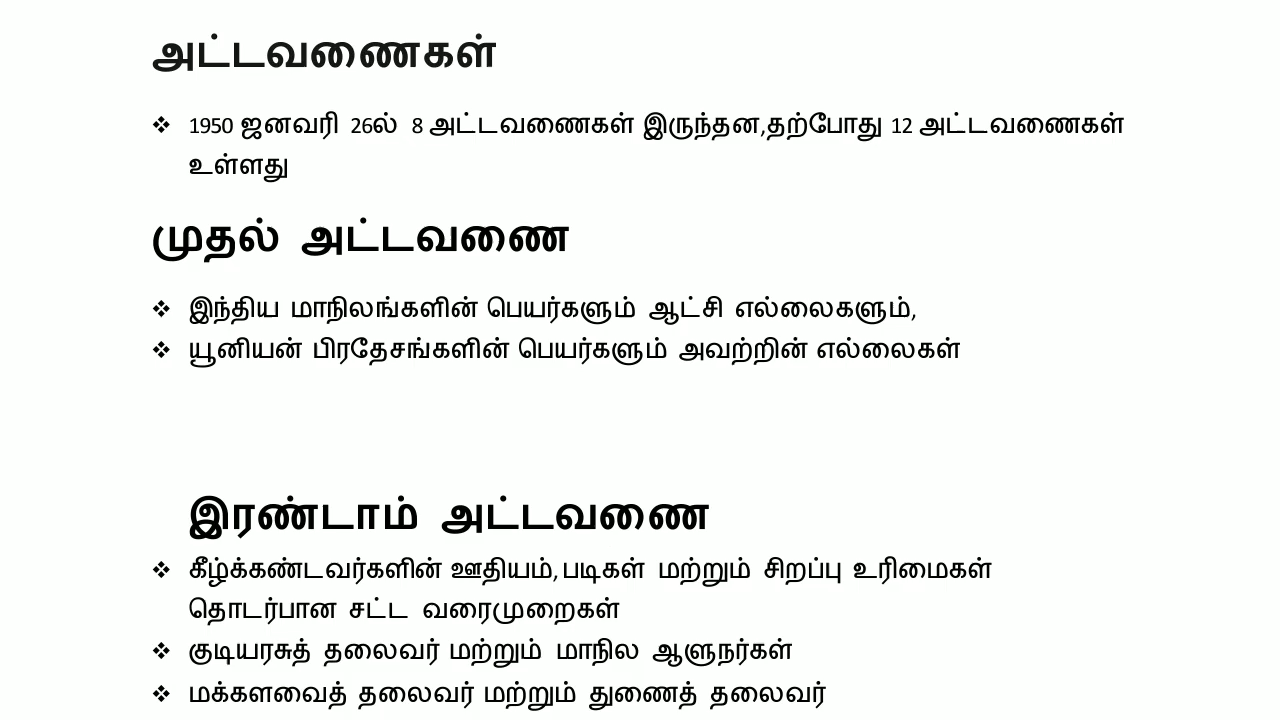 அட்டவணைகள்
❖ 1950 ஜனவரி 26ல் 8 அட்டவணைகள் இருந்தன,தற்போது 12 அட்டவணைகள்
உள்ளது
முதல் அட்டவணை
❖ இந்திய மாநிலங்களின் பெயர்களும் ஆட்சி எல்லைகளும்,
❖ யூனியன் பிரதேசங்களின் பெயர்களும் அவற்றின் எல்லைகள்
இரண்டாம் அட்டவணை
❖ கீழ்க்கண்டவர்களின் ஊதியம்,படிகள் மற்றும் சிறப்பு உரிமைகள்
தொடர்பான சட்ட வரைமுறைகள்
❖ குடியரசுத் தலைவர் மற்றும் மாநில ஆளுநர்கள்
❖ மக்களவைத் தலைவர் மற்றும் துணைத் தலைவர்